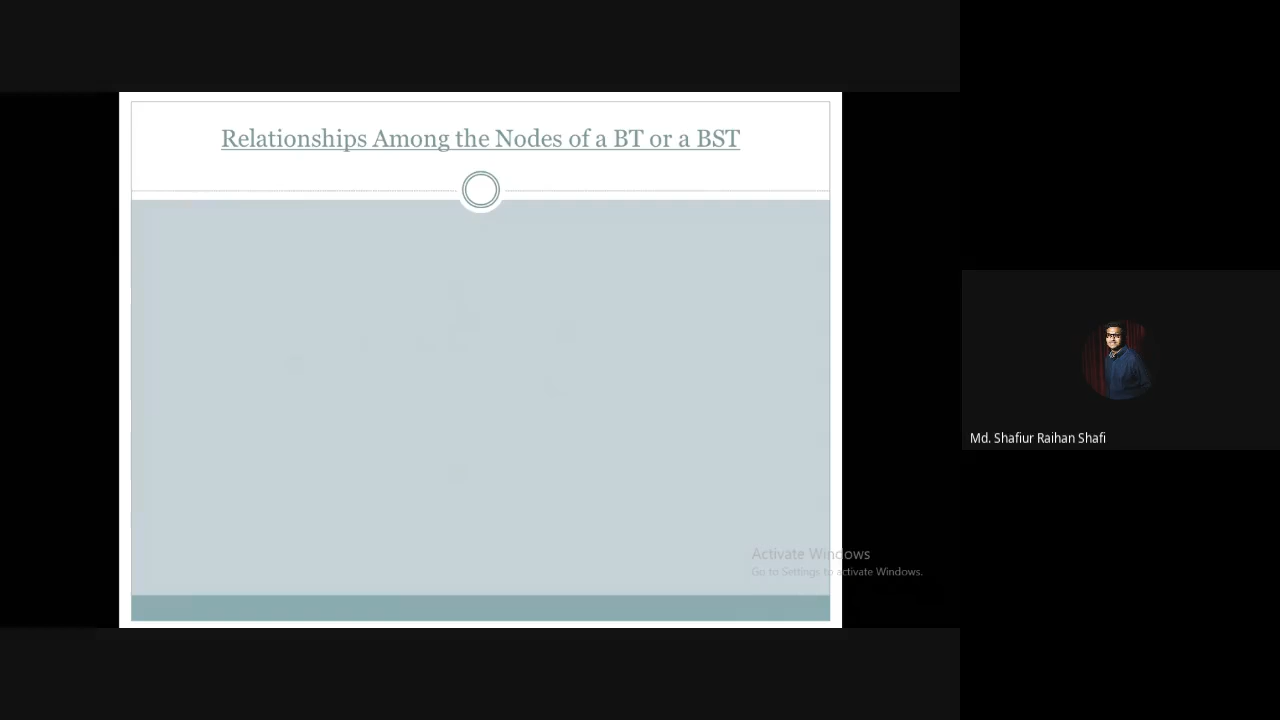 Relationships Among the Nodes of a BT or a BST
Activate Windows
Go to Settings to activate Windows.
Md. Shafiur Raihan Shafi